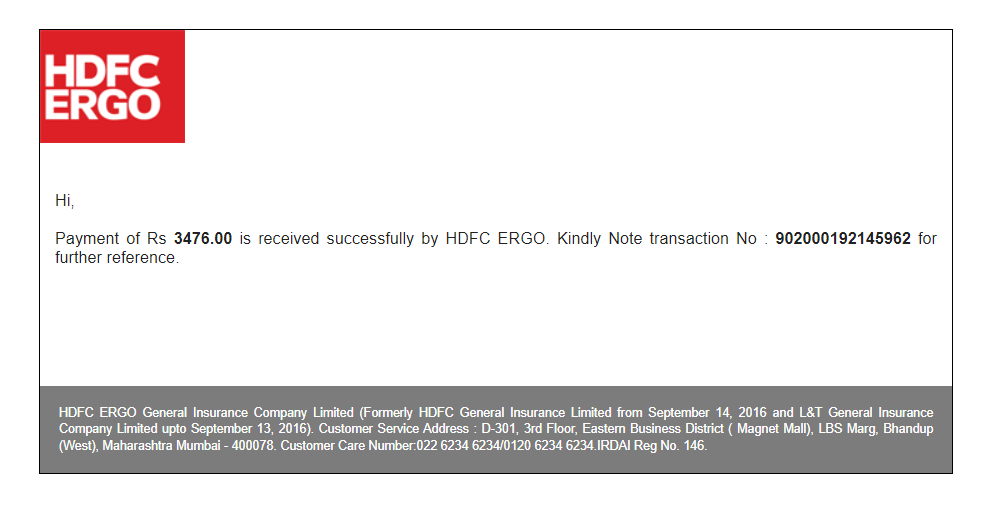 HDFC
ERGO
Hi,
Payment of Rs 3476.00 is received successfully by HDFC ERGO. Kindly Note transaction No : 902000192145962 for
further reference.
HDFC ERGO General Insurance Company Limited (Formerly HDFC General Insurance Limited from September 14, 2016 and L&T General Insurance
Company Limited upto September 13, 2016). Customer Service Address : D-301, 3rd Floor, Eastern Business District ( Magnet Mall), LBS Marg, Bhandup
(West), Maharashtra Mumbai - 400078. Customer Care Number:022 6234 6234/0120 6234 6234.IRDAI Reg No. 146.